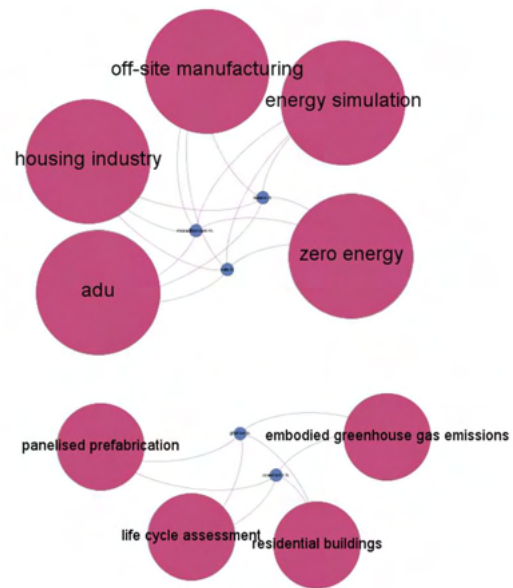 off-site manufacturing
energy simulation
housing industry
zero energy
adu
embodied greenhouse gas emissions
panelised prefabrication
life cycle assessment
residential buildings